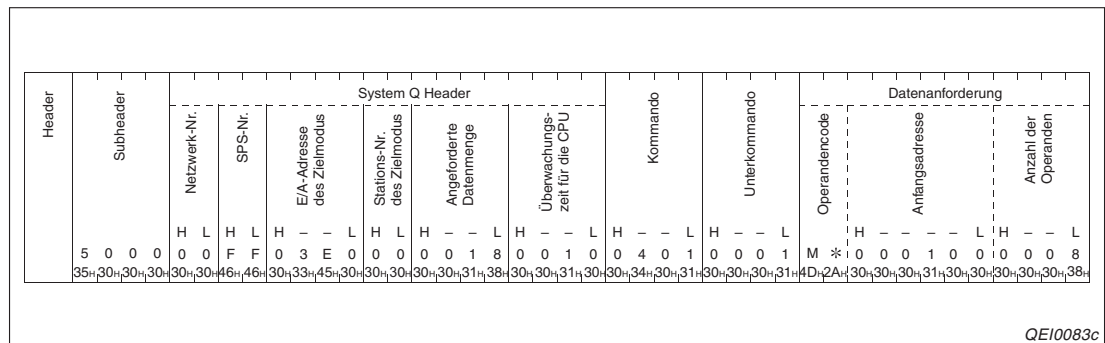 Header
Subheader
System Q Header
Netzwerk-Nr.
SPS-Nr.
E/A-Adresse
des Zielmodus
Stations-Nr.
des Zielmodus
Angeforderte
Datenmenge
Überwachungs-
zeit für die CPU
Kommando
Unterkommando
Datenanforderung
Operandencode
Anfangsadresse
Anzahl der
Operanden
H L H L H – – L H L H – – L H – – L H – – L H – – L H – – – – L H – – L
5 0 0 0 0 0 F F 0 3 E 0 0 0 0 0 1 8 0 0 1 0 0 4 0 1 0 0 0 1 M * 0 0 0 1 0 0 0 0 0 8
35H 30H 30H 30H 30H 30H 46H 46H 30H 33H 45H 30H 30H 30H 30H 30H 31H 38H 30H 30H 31H 30H 30H 34H 30H 31H 30H 30H 30H 31H 4DH 2AH 30H 30H 30H 31H 30H 30H 30H 30H 30H 38H
QEI0083c